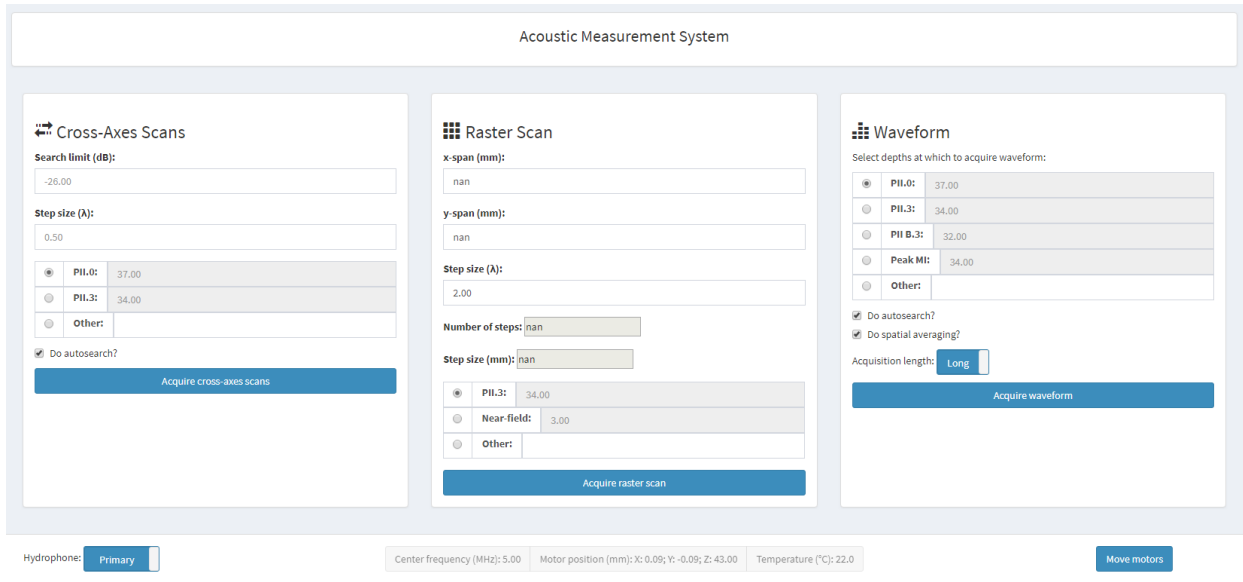 Acoustic Measurement System
Cross-Axes Scans
Search limit (dB):
-26.00
Step size (λ):
0.50
PII.0: 37.00
PII.3: 34.00
Other:
Do autosearch?
Acquire cross-axes scans
Raster Scan
x-span (mm):
nan
y-span (mm):
nan
Step size (λ):
2.00
Number of steps: nan
Step size (mm): nan
PII.3: 34.00
Near-field: 3.00
Other:
Acquire raster scan
Waveform
Select depths at which to acquire waveform:
PII.0: 37.00
PII.3: 34.00
PII B.3: 32.00
Peak MI: 34.00
Other:
Do autosearch?
Do spatial averaging?
Acquisition length: Long
Acquire waveform
Hydrophone: Primary
Center frequency (MHz): 5.00 Motor position (mm): X: 0.09; Y: -0.09; Z: 43.00 Temperature (°C): 22.0
Move motors